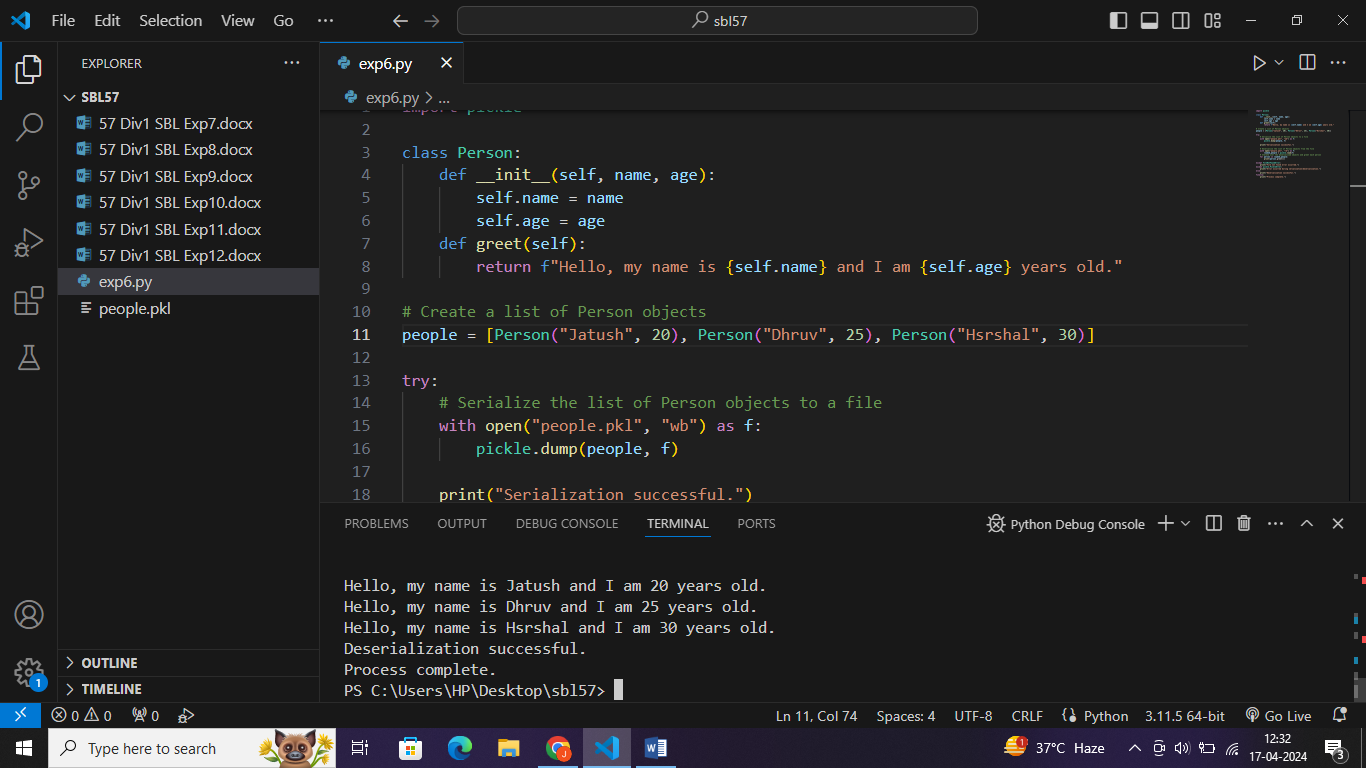 File Edit Selection View Go ··· sbl57
EXPLORER ···
SBL57
57 Div1 SBL Exp7.docx
57 Div1 SBL Exp8.docx
57 Div1 SBL Exp9.docx
57 Div1 SBL Exp10.docx
57 Div1 SBL Exp11.docx
57 Div1 SBL Exp12.docx
exp6.py
people.pkl
OUTLINE
TIMELINE
1
exp6.py
exp6.py > ...
1 import pickle
2
3 class Person:
4 def __init__(self, name, age):
5 self.name = name
6 self.age = age
7 def greet(self):
8 return f"Hello, my name is {self.name} and I am {self.age} years old."
9
10 # Create a list of Person objects
11 people = [Person("Jatush", 20), Person("Dhruv", 25), Person("Hsrshal", 30)]
12
13 try:
14 # Serialize the list of Person objects to a file
15 with open("people.pkl", "wb") as f:
16 pickle.dump(people, f)
17
18 print("Serialization successful.")
PROBLEMS OUTPUT DEBUG CONSOLE TERMINAL PORTS Python Debug Console
Hello, my name is Jatush and I am 20 years old.
Hello, my name is Dhruv and I am 25 years old.
Hello, my name is Hsrshal and I am 30 years old.
Deserialization successful.
Process complete.
PS C:\Users\HP\Desktop\sbl57>
0 0 0 Ln 11, Col 74 Spaces: 4 UTF-8 CRLF Python 3.11.5 64-bit Go Live
Type here to search 37°C Haze 12:32
17-04-2024 3